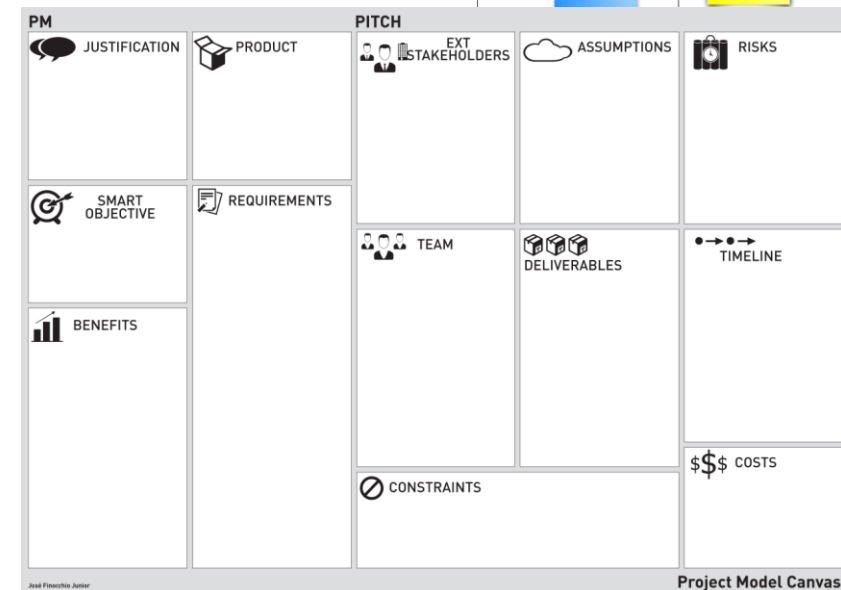 PM
PITCH
JUSTIFICATION
PRODUCT
EXT
STAKEHOLDERS
ASSUMPTIONS
RISKS
SMART
OBJECTIVE
REQUIREMENTS
TEAM
DELIVERABLES
TIMELINE
BENEFITS
$$$ COSTS
CONSTRAINTS
José Finocchio Junior
Project Model Canvas